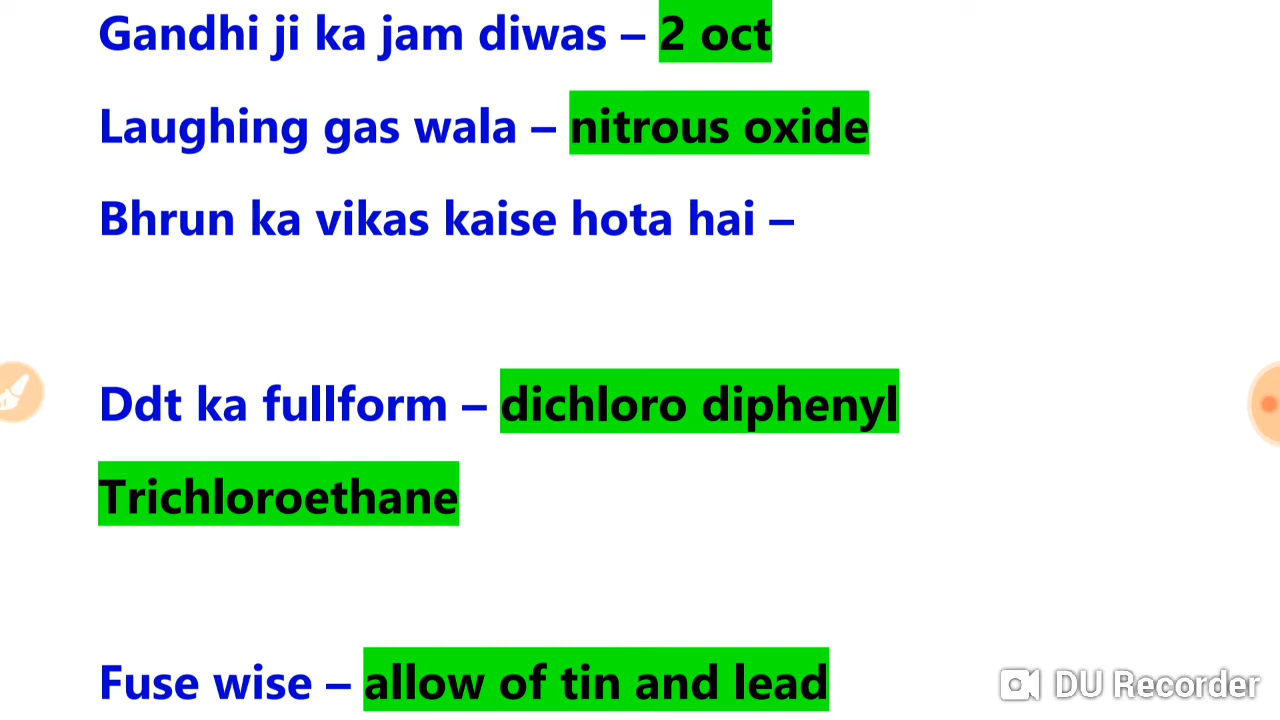 Gandhi ji ka jam diwas – 2 oct
Laughing gas wala – nitrous oxide
Bhrun ka vikas kaise hota hai –
Ddt ka fullform – dichloro diphenyl
Trichloroethane
Fuse wise – allow of tin and lead
DU Recorder